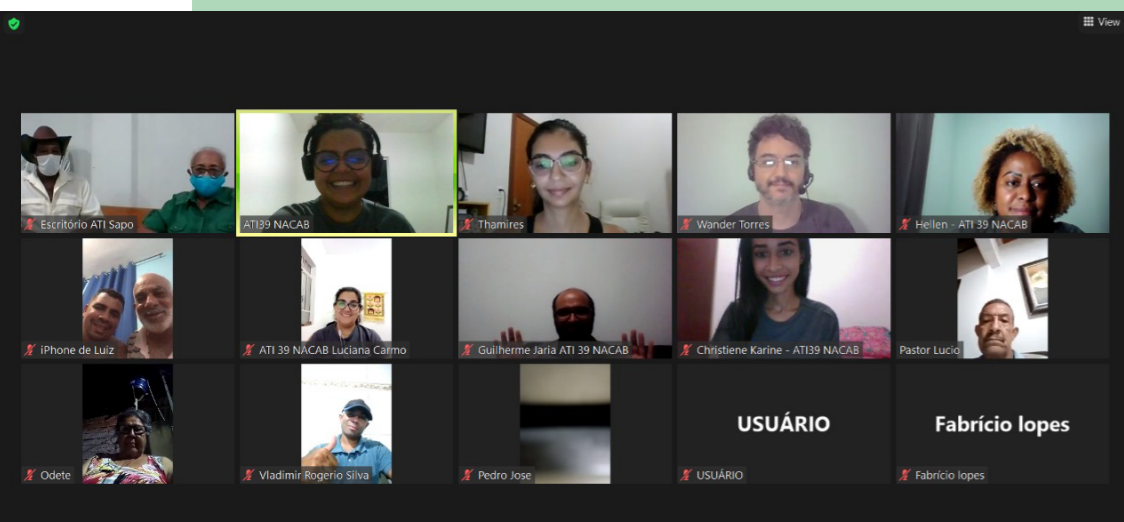 View
Escritório ATI Sapo
ATI39 NACAB
Thamires
Wander Torres
Hellen - ATI 39 NACAB
iPhone de Luiz
ATI 39 NACAB Luciana Carmo
Guilherme Jaria ATI 39 NACAB
Christiene Karine - ATI39 NACAB
Pastor Lucio
Odete
Vladimir Rogerio Silva
Pedro Jose
USUÁRIO
USUÁRIO
Fabrício lopes
Fabrício lopes